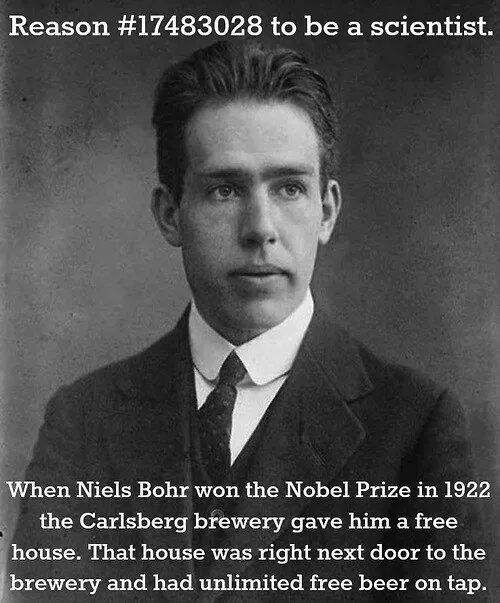 Reason #17483028 to be a scientist.
When Niels Bohr won the Nobel Prize in 1922
the Carlsberg brewery gave him a free
house. That house was right next door to the
brewery and had unlimited free beer on tap.